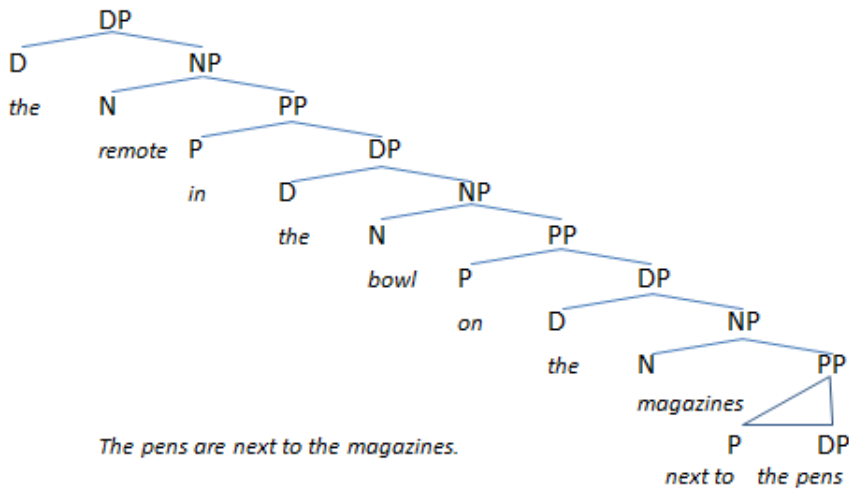 DP
D NP
the N PP
remote P DP
in D NP
the N PP
bowl P DP
on D NP
the N PP
magazines
The pens are next to the magazines. P DP
next to the pens